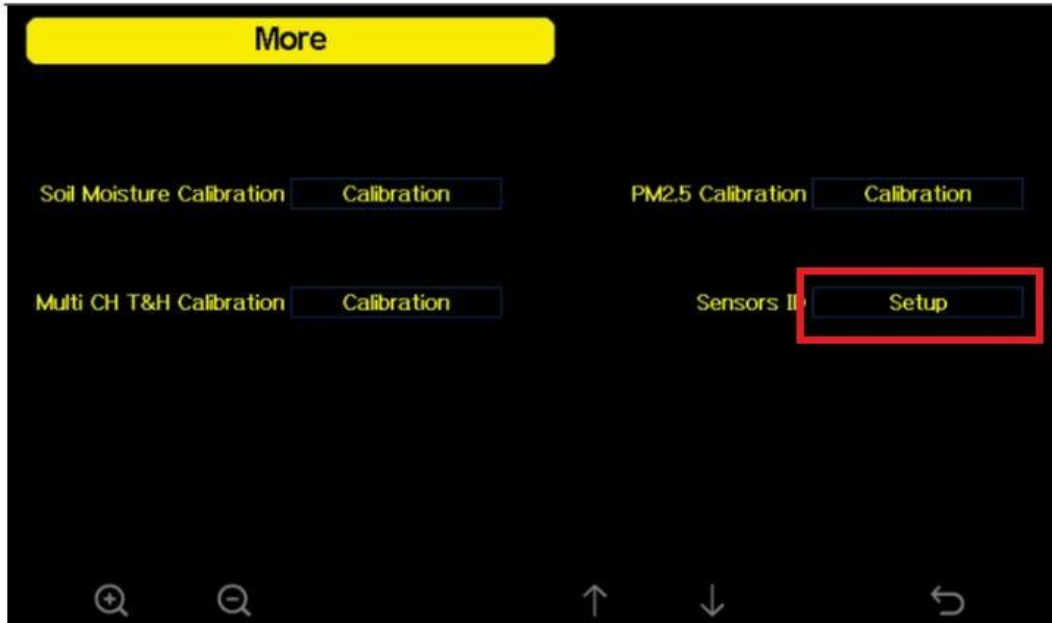 More
Soil Moisture Calibration Calibration PM2.5 Calibration Calibration
Multi CH T&H Calibration Calibration Sensors ID Setup